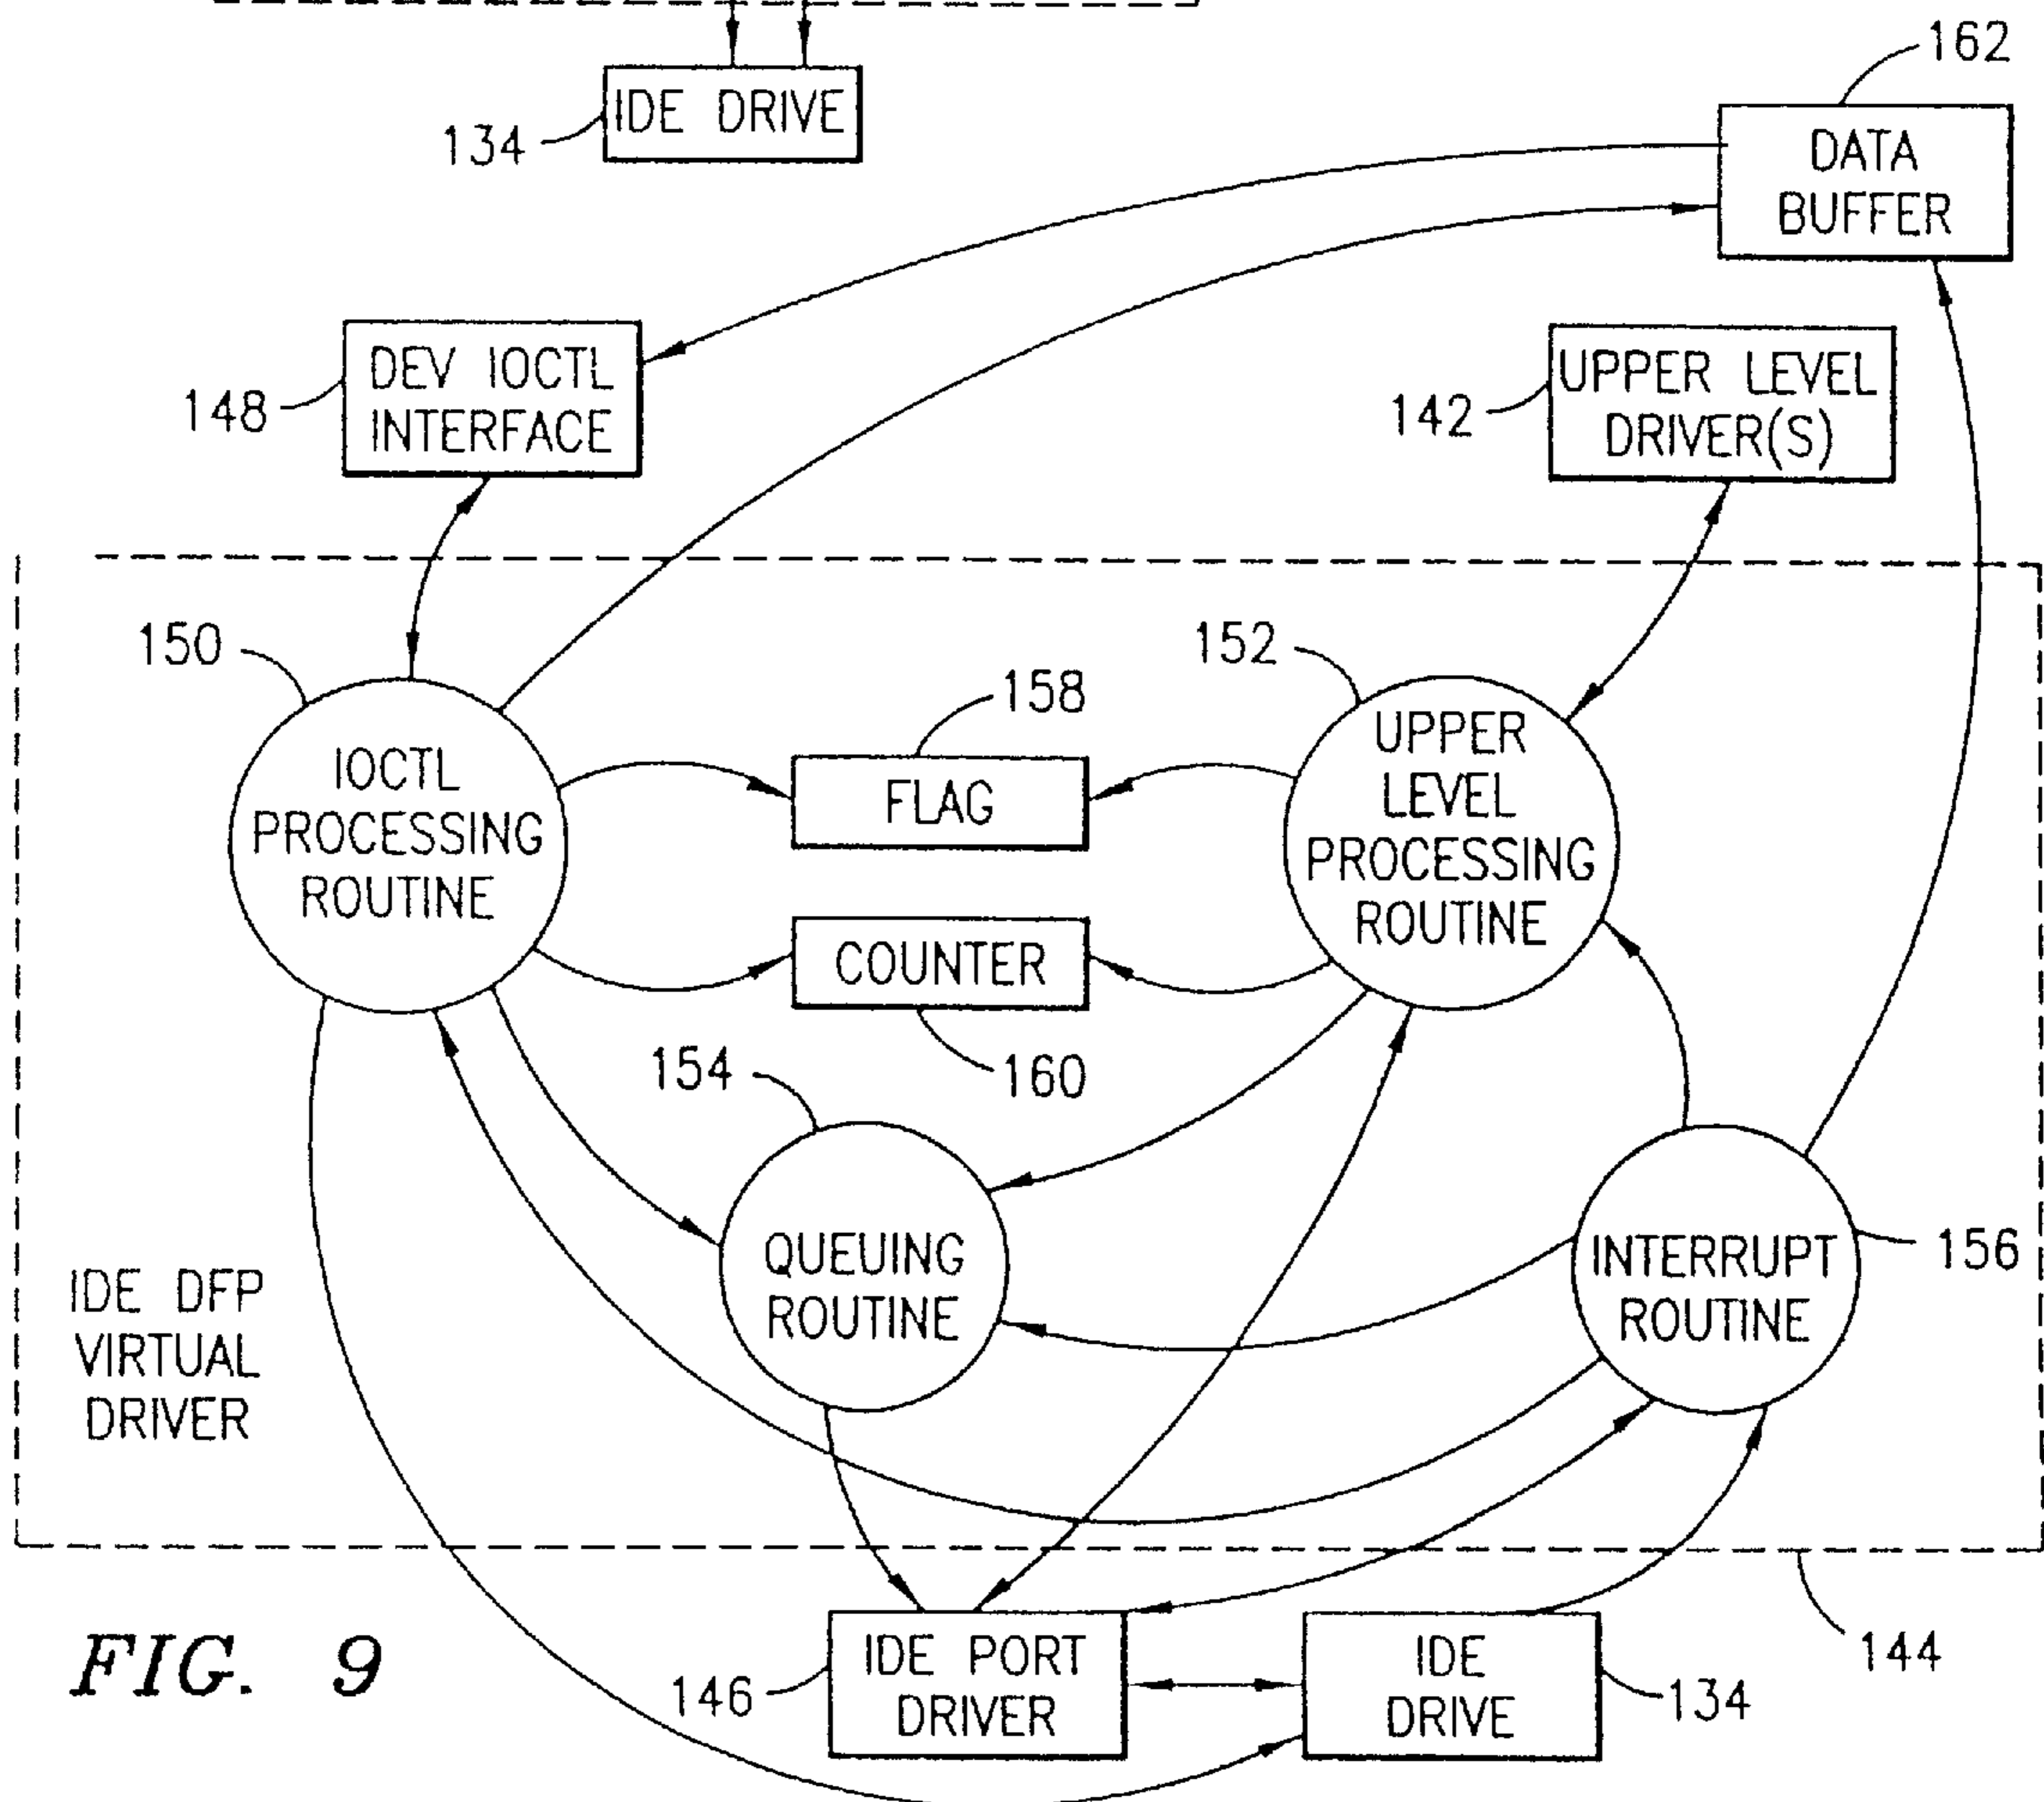 162
IDE DRIVE
134
DATA
BUFFER
DEV IOCTL
INTERFACE
148
UPPER LEVEL
DRIVER(S)
142
150
152
158
IOCTL
PROCESSING
ROUTINE
FLAG
UPPER
LEVEL
PROCESSING
ROUTINE
COUNTER
160
154
QUEUING
ROUTINE
INTERRUPT
ROUTINE
156
IDE DFP
VIRTUAL
DRIVER
FIG. 9
IDE PORT
DRIVER
146
IDE
DRIVE
134
144